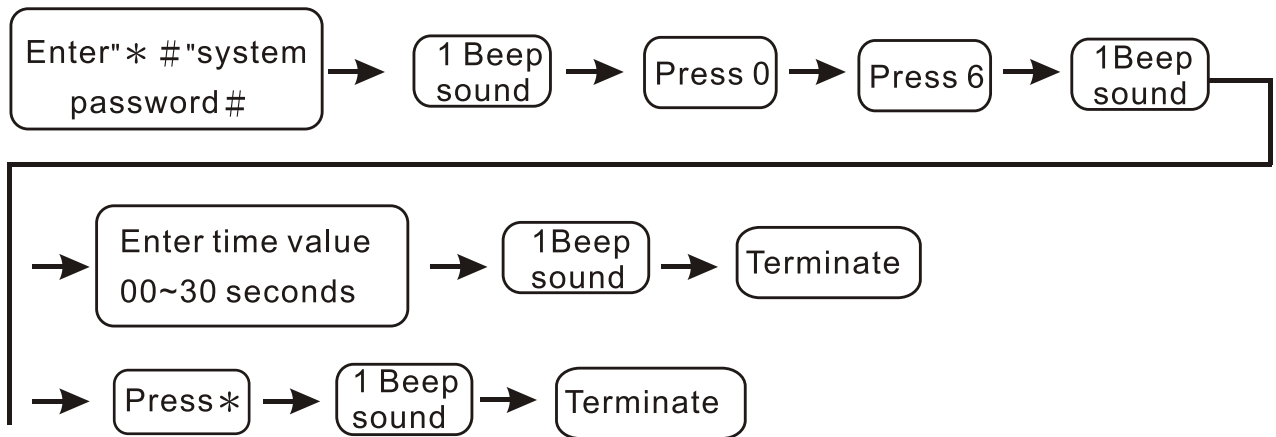 Enter"* #"system
password#
1 Beep
sound
Press 0
Press 6
1Beep
sound
Enter time value
00~30 seconds
1Beep
sound
Terminate
Press*
1 Beep
sound
Terminate